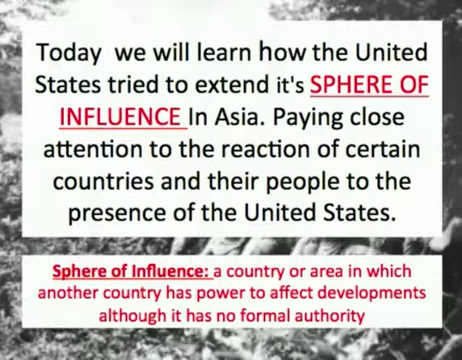 Today we will learn how the United
States tried to extend it's SPHERE OF
INFLUENCE In Asia. Paying close
attention to the reaction of certain
countries and their people to the
presence of the United States.
Sphere of Influence: a country or area in which
another country has power to affect developments
although it has no formal authority